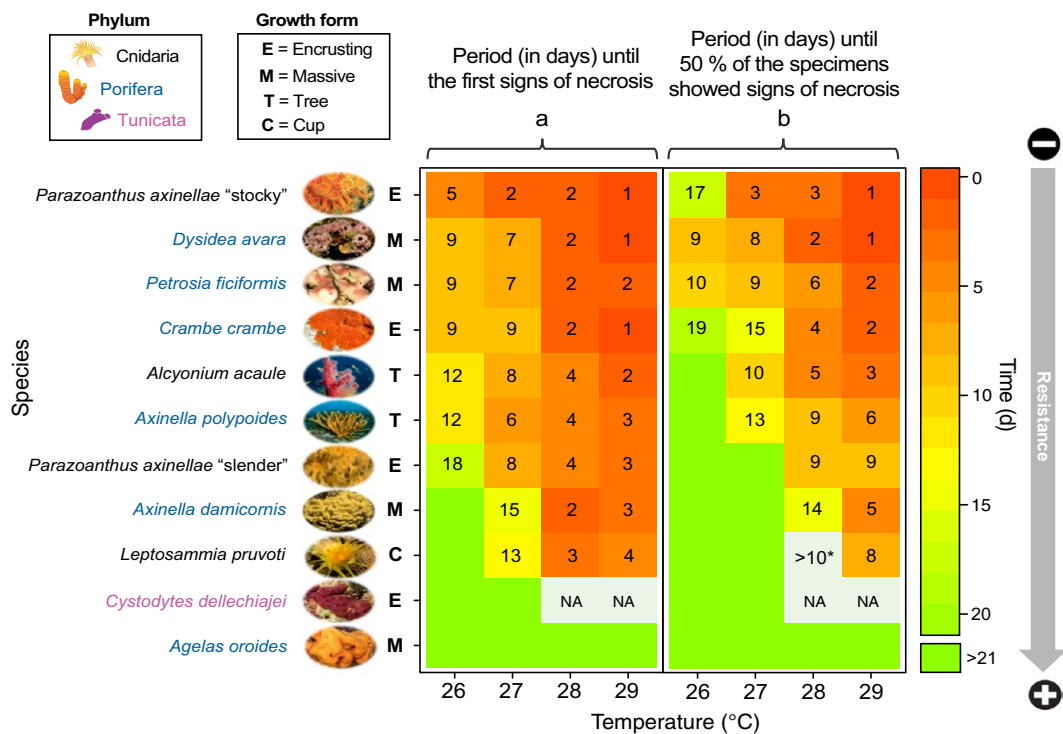 Phylum
Cnidaria
Porifera
Tunicata
Growth form
E = Encrusting
M = Massive
T = Tree
C = Cup
Period (in days) until
the first signs of necrosis
a
Period (in days) until
50 % of the specimens
showed signs of necrosis
b
Species
Parazoanthus axinellae “stocky” E 5 2 2 1 17 3 3 1
Dysidea avara M 9 7 2 1 9 8 2 1
Petrosia ficiformis M 9 7 2 2 10 9 6 2
Crambe crambe E 9 9 2 1 19 15 4 2
Alcyonium acaule T 12 8 4 2 10 5 3
Axinella polypoides T 12 6 4 3 13 9 6
Parazoanthus axinellae “slender” E 18 8 4 3 9 9
Axinella damicornis M 15 2 3 14 5
Leptosammia pruvoti C 13 3 4 >10* 8
Cystodytes dellechiajei E NA NA NA NA
Agelas oroides M
26 27 28 29 26 27 28 29
Temperature (°C)
0
5
10
15
20
>21
Time (d)
Resistance